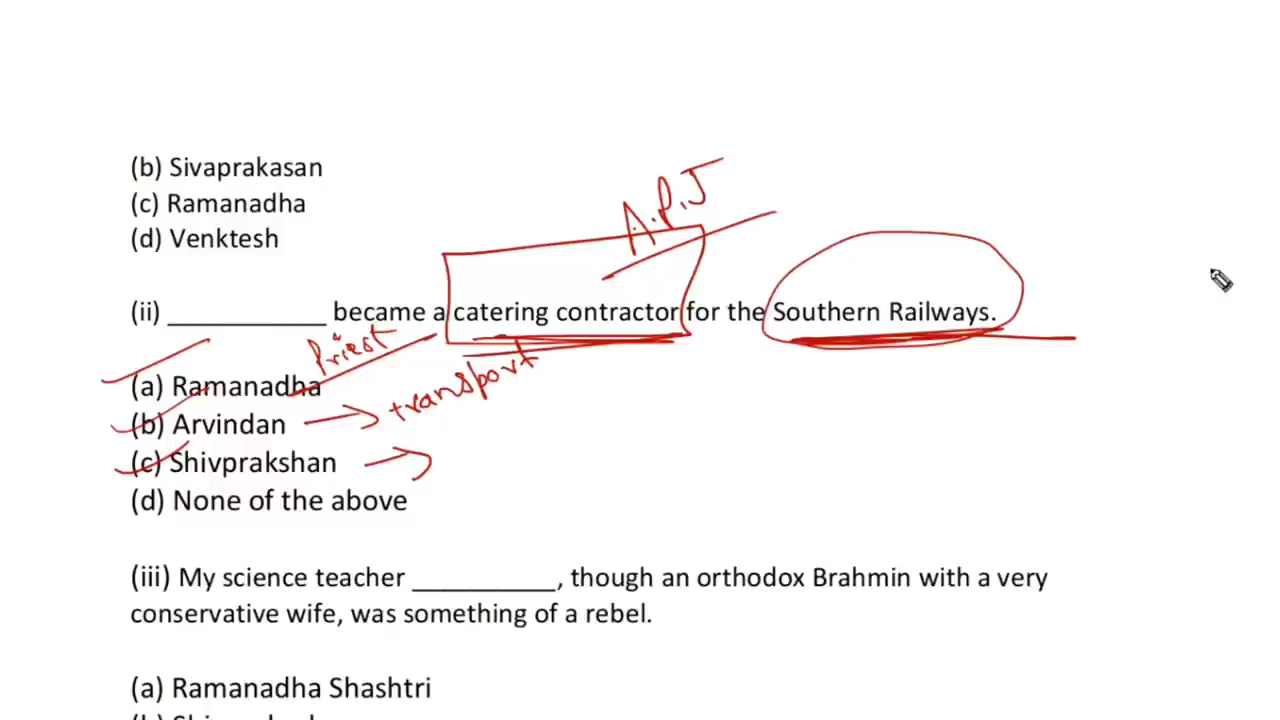 (b) Sivaprakasan
(c) Ramanadha
(d) Venktesh
A.P.J
(ii) ____________ became a catering contractor for the Southern Railways.
Priest
(a) Ramanadha
transport
(b) Arvindan
(c) Shivprakshan
(d) None of the above
(iii) My science teacher __________, though an orthodox Brahmin with a very
conservative wife, was something of a rebel.
(a) Ramanadha Shashtri